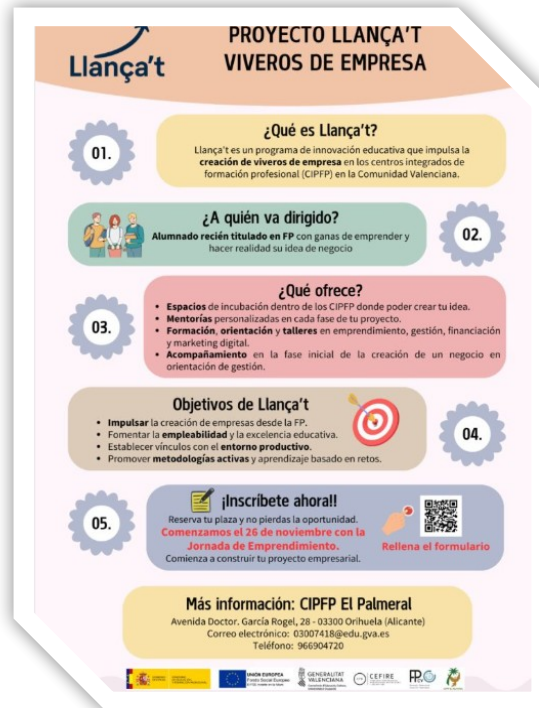 PROYECTO LLANÇA'T
VIVEROS DE EMPRESA
Llança't
01.
¿Qué es Llança't?
Llança't es un programa de innovación educativa que impulsa la
creación de viveros de empresa en los centros integrados de
formación profesional (CIPFP) en la Comunidad Valenciana.
¿A quién va dirigido?
Alumnado recién titulado en FP con ganas de emprender y
hacer realidad su idea de negocio
02.
03.
¿Qué ofrece?
• Espacios de incubación dentro de los CIPFP donde poder crear tu idea.
• Mentorías personalizadas en cada fase de tu proyecto.
• Formación, orientación y talleres en emprendimiento, gestión, financiación
y marketing digital.
• Acompañamiento en la fase inicial de la creación de un negocio en
orientación de gestión.
Objetivos de Llança't
• Impulsar la creación de empresas desde la FP.
• Fomentar la empleabilidad y la excelencia educativa.
• Establecer vínculos con el entorno productivo.
• Promover metodologías activas y aprendizaje basado en retos.
04.
05.
¡Inscríbete ahora!!
Reserva tu plaza y no pierdas la oportunidad.
Comenzamos el 26 de noviembre con la
Jornada de Emprendimiento.
Comienza a construir tu proyecto empresarial.
Rellena el formulario
Más información: CIPFP El Palmeral
Avenida Doctor. García Rogel, 28 - 03300 Orihuela (Alicante)
Correo electrónico: 03007418@edu.gva.es
Teléfono: 966904720
UNIÓN EUROPEA
Fondo Social Europeo
GENERALITAT
VALENCIANA
CEFIRE